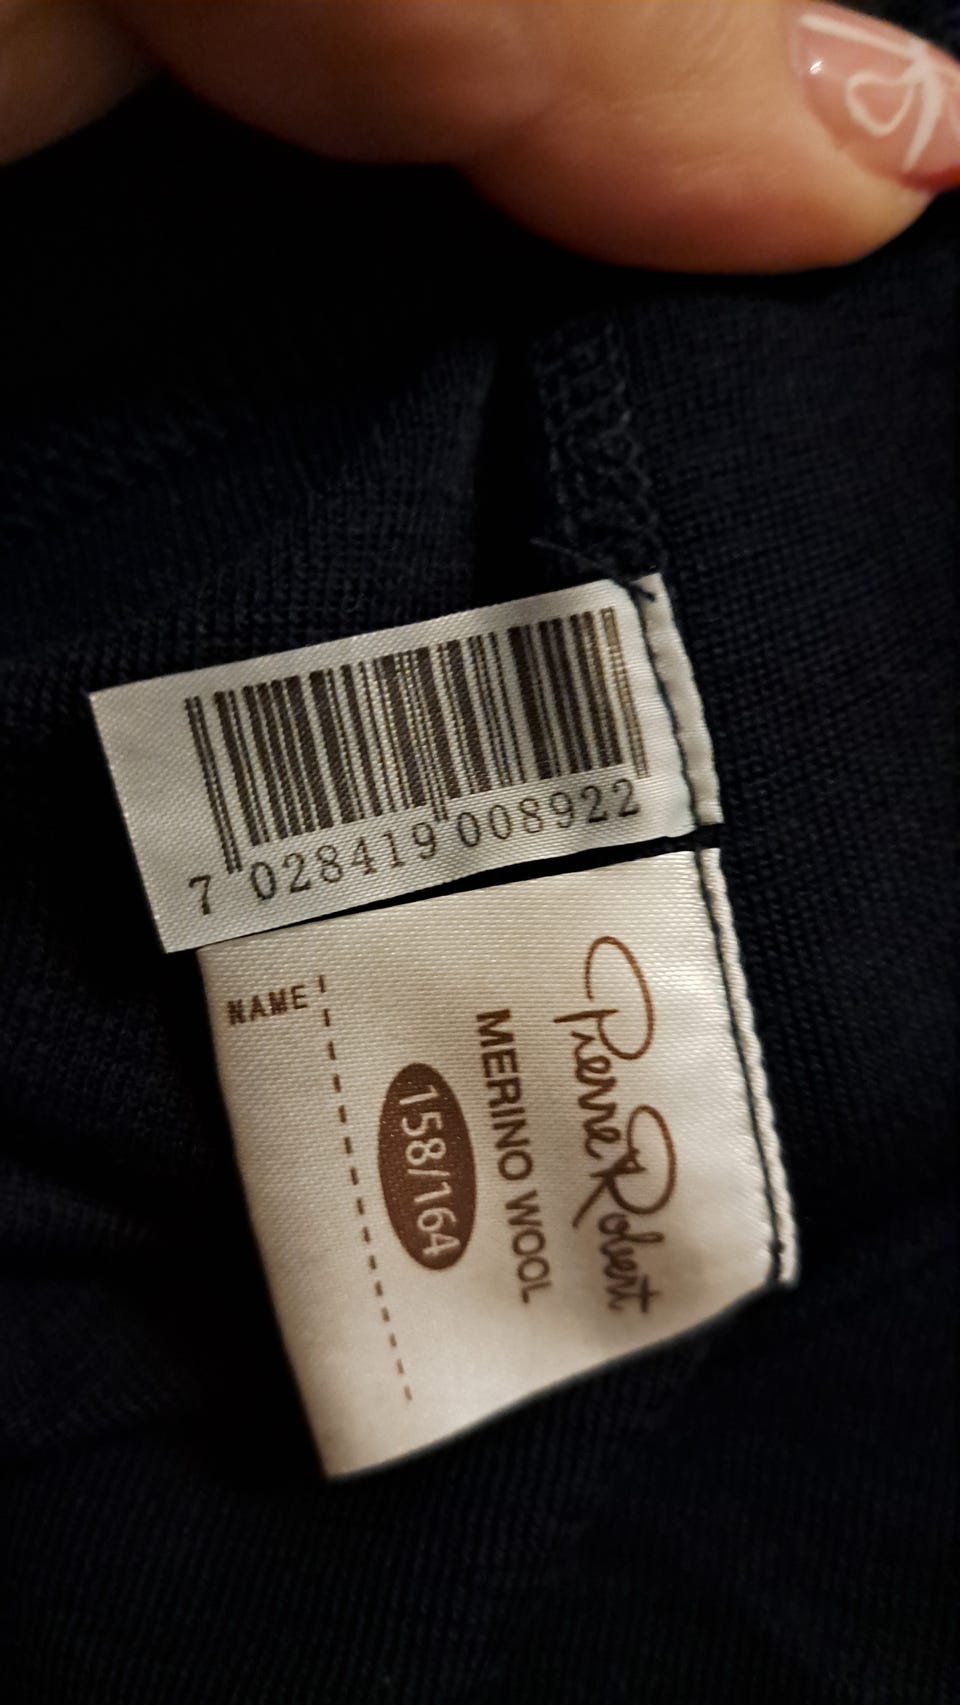 7 028419 008922
Pierre Robert
MERINO WOOL
158/164
NAME